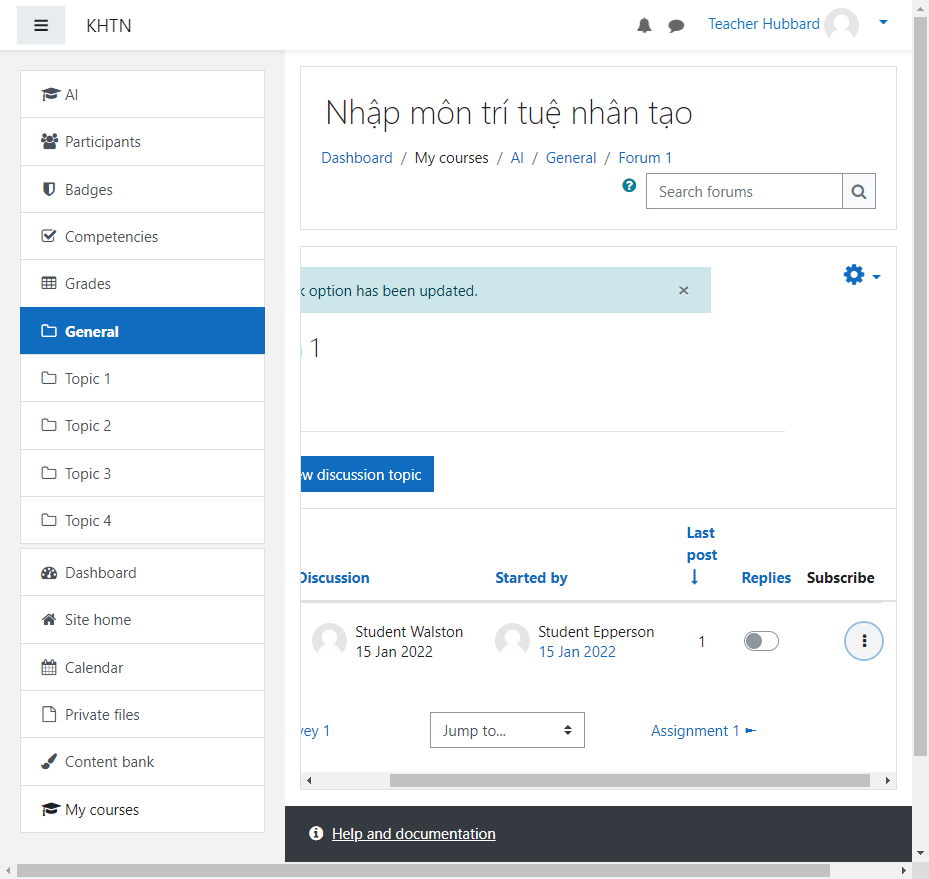 KHTN
Teacher Hubbard
AI
Participants
Badges
Competencies
Grades
General
Topic 1
Topic 2
Topic 3
Topic 4
Dashboard
Site home
Calendar
Private files
Content bank
My courses
Nhập môn trí tuệ nhân tạo
Dashboard / My courses / AI / General / Forum 1
Search forums
option has been updated.
1
discussion topic
Discussion
Started by
Last
post
Replies
Subscribe
Student Walston
15 Jan 2022
Student Epperson
15 Jan 2022
1
1
Jump to...
Assignment 1
Help and documentation